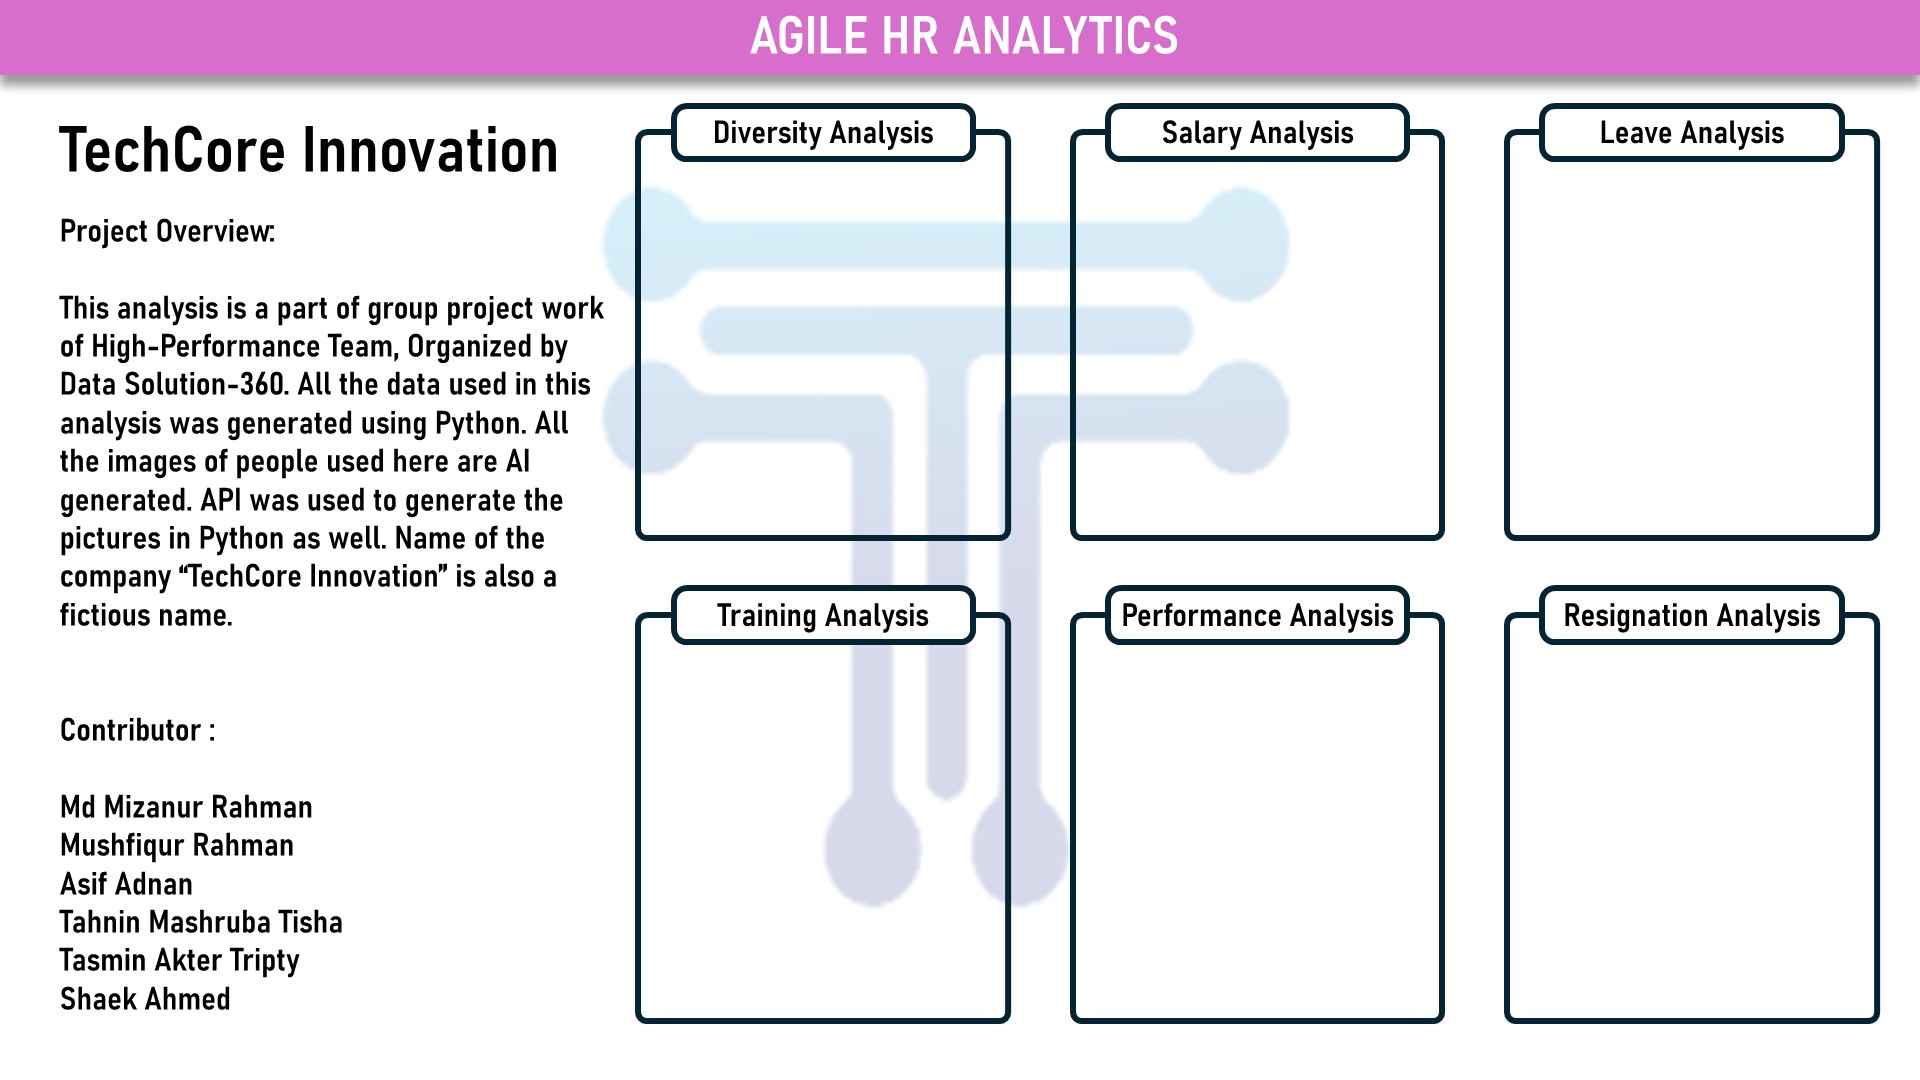 AGILE HR ANALYTICS
TechCore Innovation
Project Overview:
This analysis is a part of group project work
of High-Performance Team, Organized by
Data Solution-360. All the data used in this
analysis was generated using Python. All
the images of people used here are AI
generated. API was used to generate the
pictures in Python as well. Name of the
company “TechCore Innovation” is also a
fictious name.
Contributor :
Md Mizanur Rahman
Mushfiqur Rahman
Asif Adnan
Tahnin Mashruba Tisha
Tasmin Akter Tripty
Shaek Ahmed
Diversity Analysis
Salary Analysis
Leave Analysis
Training Analysis
Performance Analysis
Resignation Analysis